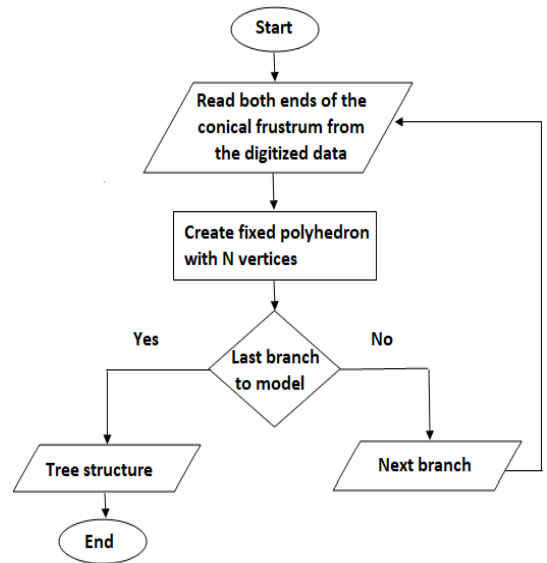 Start
Read both ends of the
conical frustrum from
the digitized data
Create fixed polyhedron
with N vertices
Yes
No
Last branch
to model
Tree structure
Next branch
End